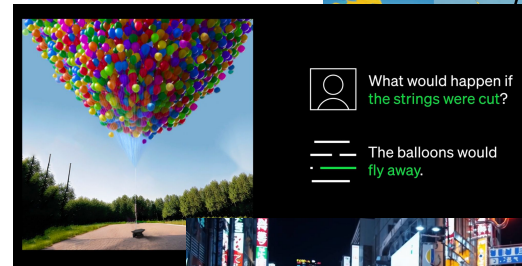 What would happen if
the strings were cut?
The balloons would
fly away.